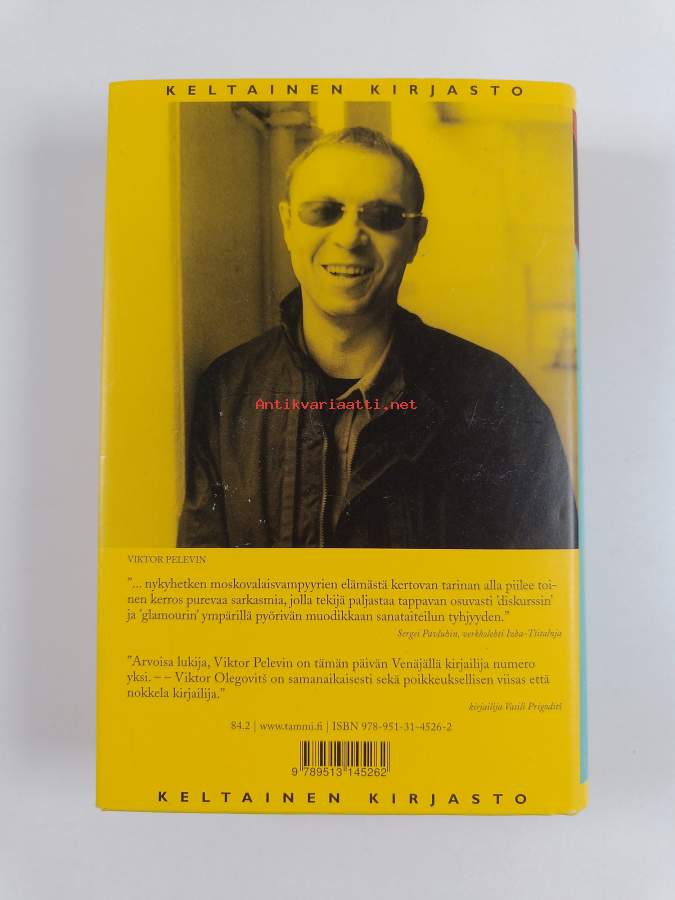 KELTAINEN KIRJASTO
Antikvariaatti.net
VIKTOR PELEVIN
"... nykyhetken moskovalaisvampyyrien elämästä kertovan tarinan alla piilee toi-
nen kerros purevaa sarkasmia, jolla tekijä paljastaa tappavan osuvasti 'diskurssin'
ja 'glamourin' ympärillä pyörivän muodikkaan sanataiteilun tyhjyyden."
Sergei Pavluhin, verkkolehti Izba-Tšitalnja
"Arvoisa lukija, Viktor Pelevin on tämän päivän Venäjällä kirjailija numero
yksi. – – Viktor Olegovitš on samanaikaisesti sekä poikkeuksellisen viisas että
nokkela kirjailija."
kirjailija Vasili Prigoditš
84.2 | www.tammi.fi | ISBN 978-951-31-4526-2
9 789513 145262
KELTAINEN KIRJASTO